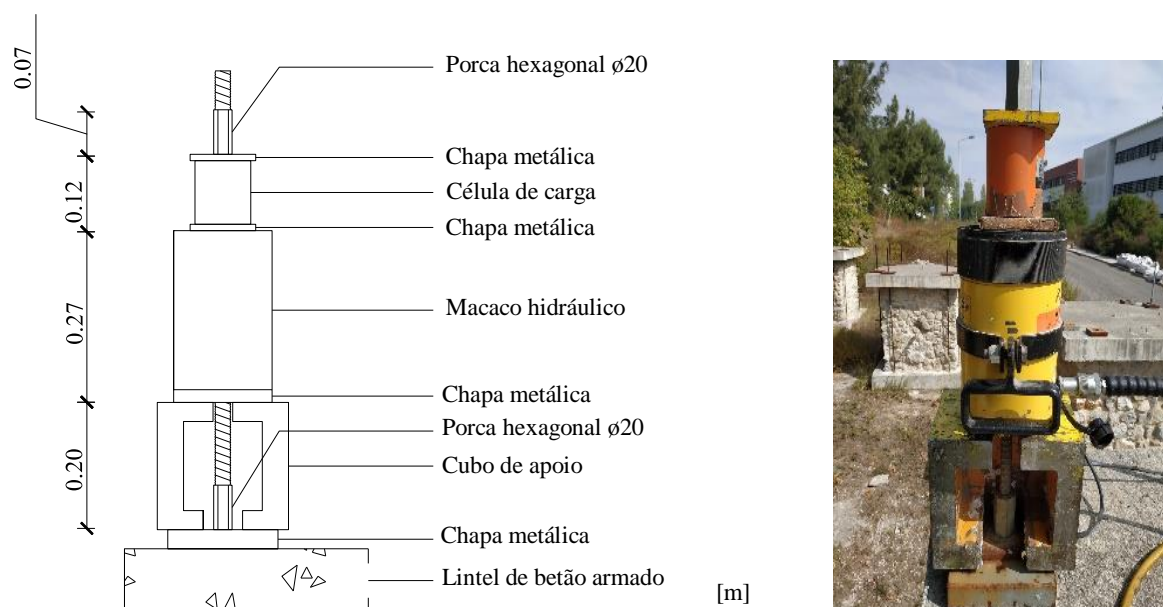 0.07
Porca hexagonal ø20
Chapa metálica
0.12
Célula de carga
Chapa metálica
0.27
Macaco hidráulico
Chapa metálica
Porca hexagonal ø20
0.20
Cubo de apoio
Chapa metálica
Lintel de betão armado
[m]